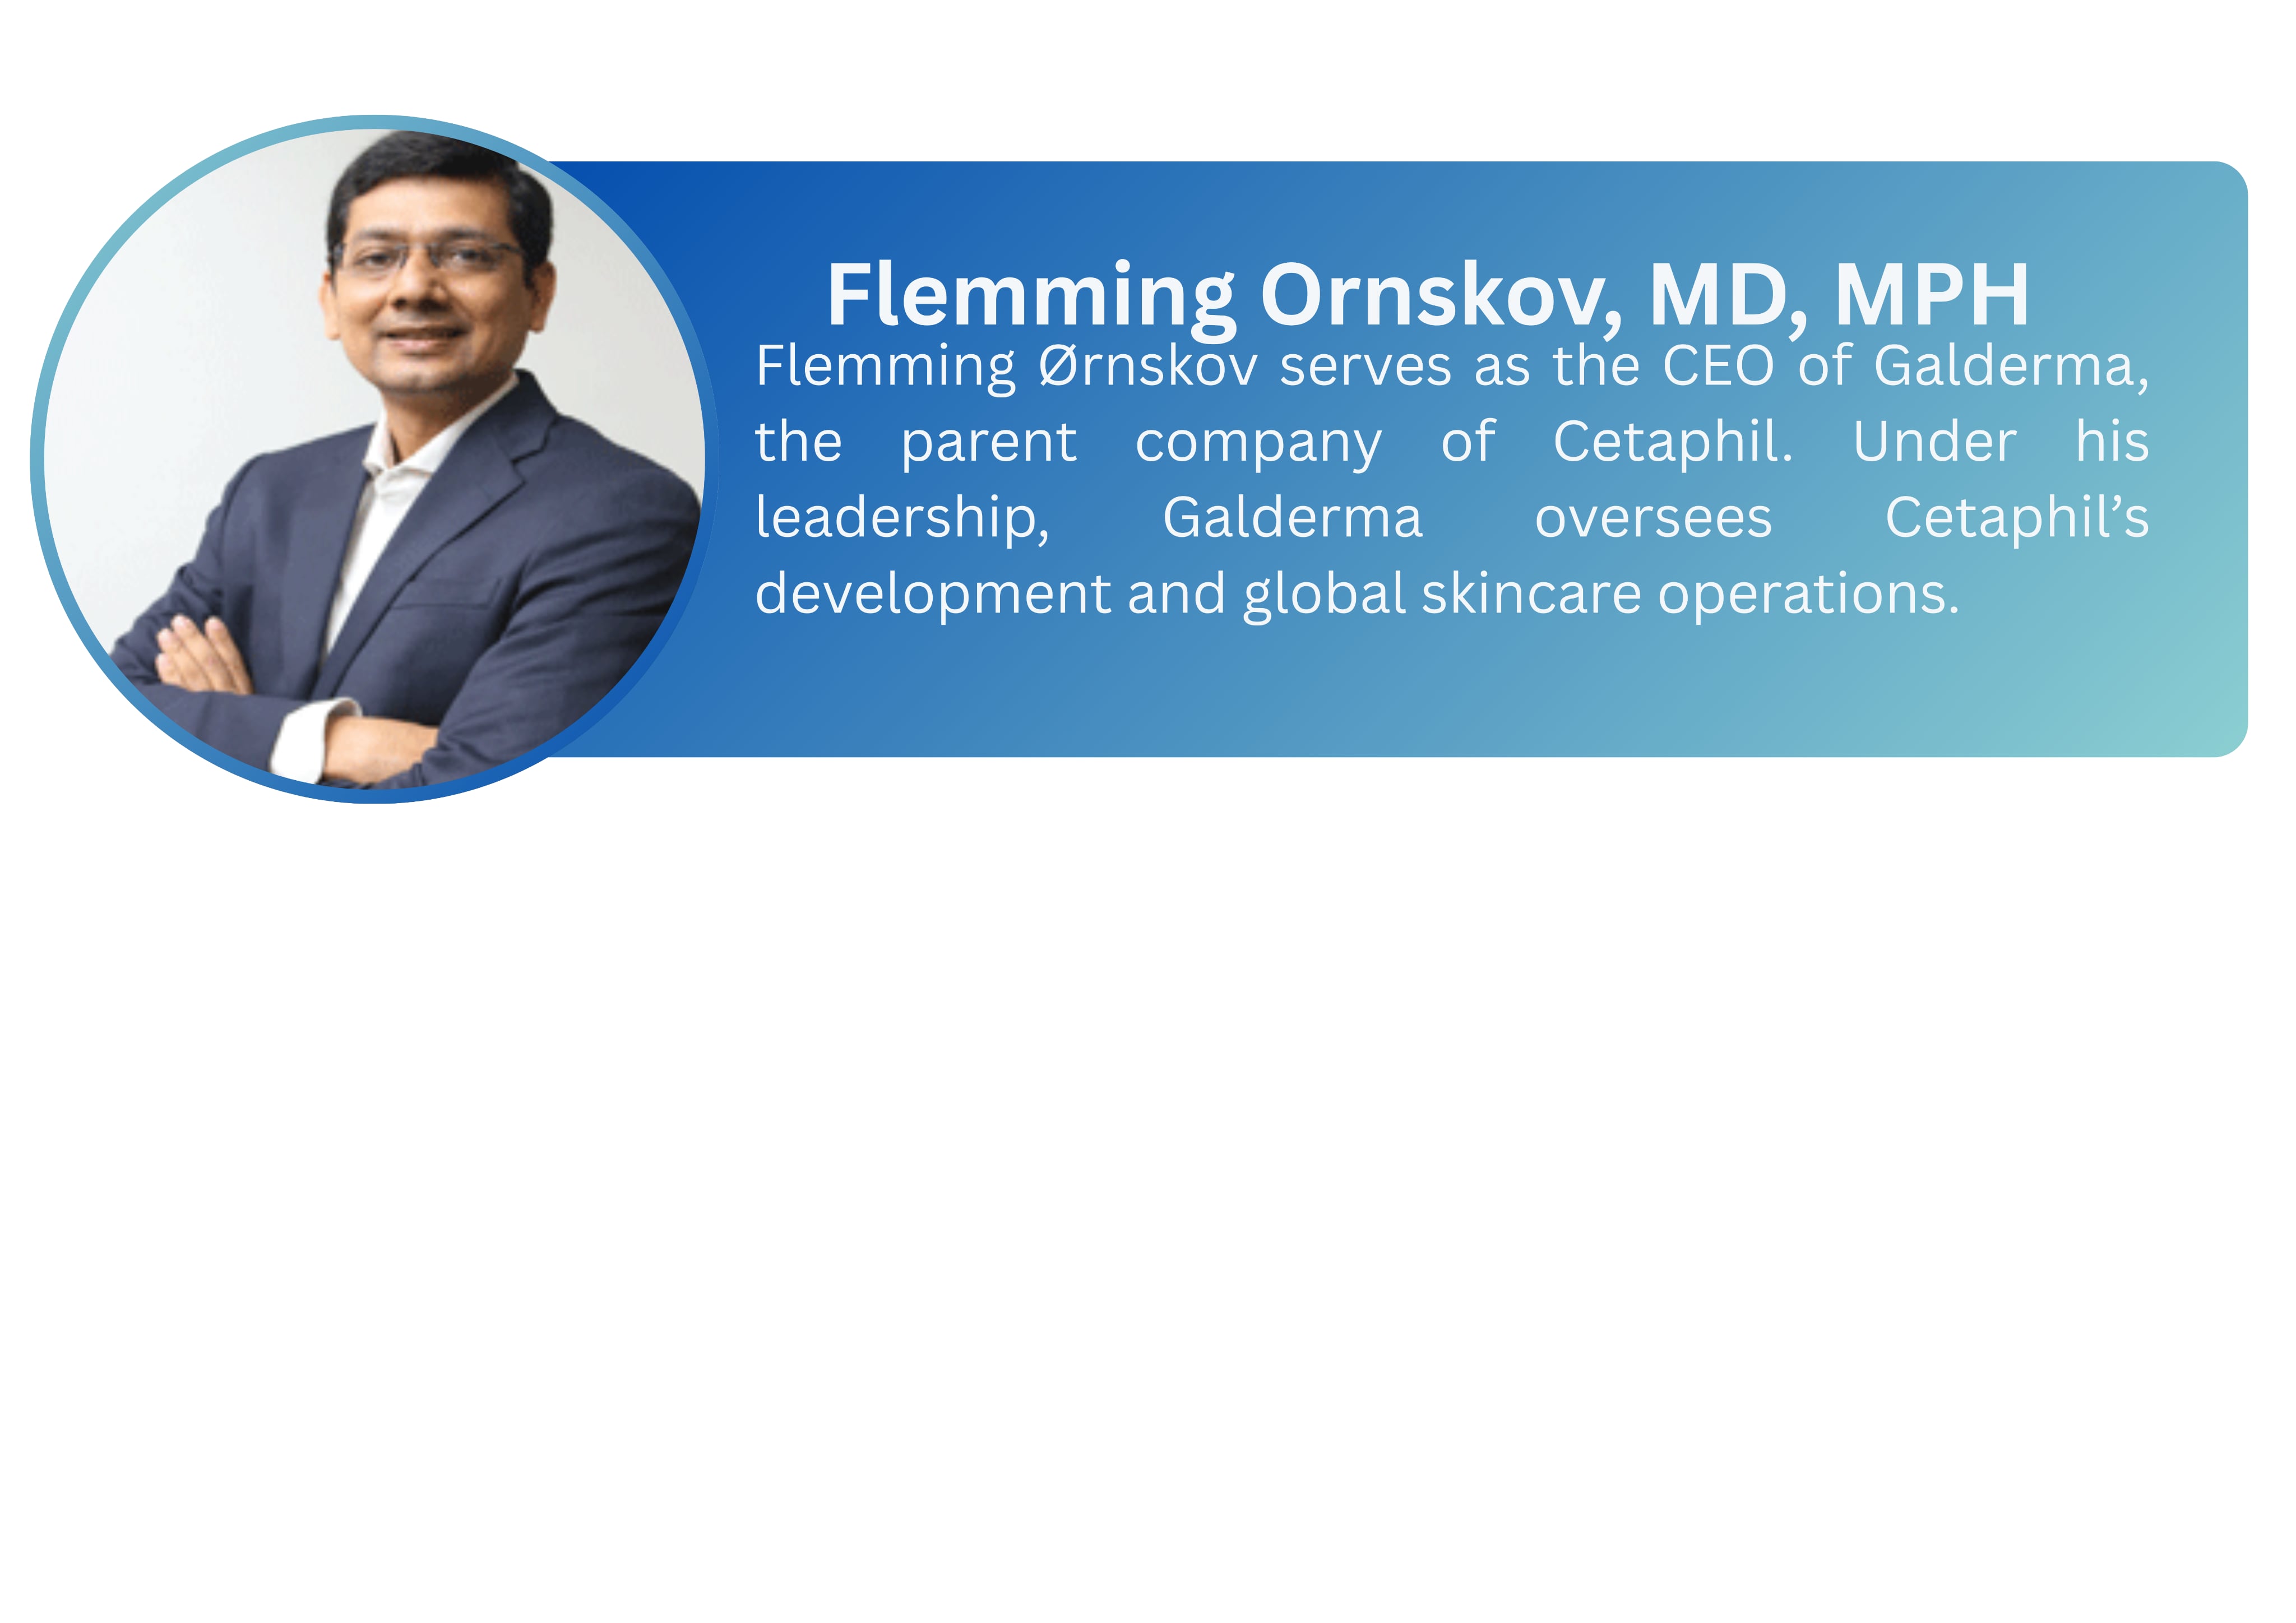 Flemming Ornskov, MD, MPH
Flemming Ørnskov serves as the CEO of Galderma,
the parent company of Cetaphil. Under his
leadership, Galderma oversees Cetaphil’s
development and global skincare operations.